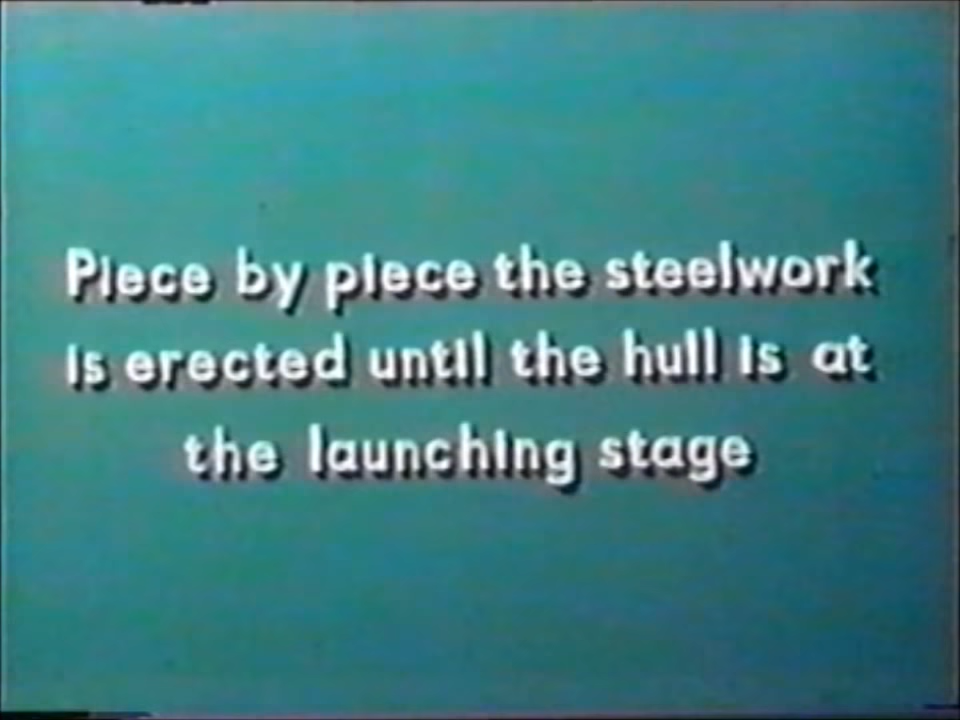 Piece by piece the steelwork
is erected until the hull is at
the launching stage